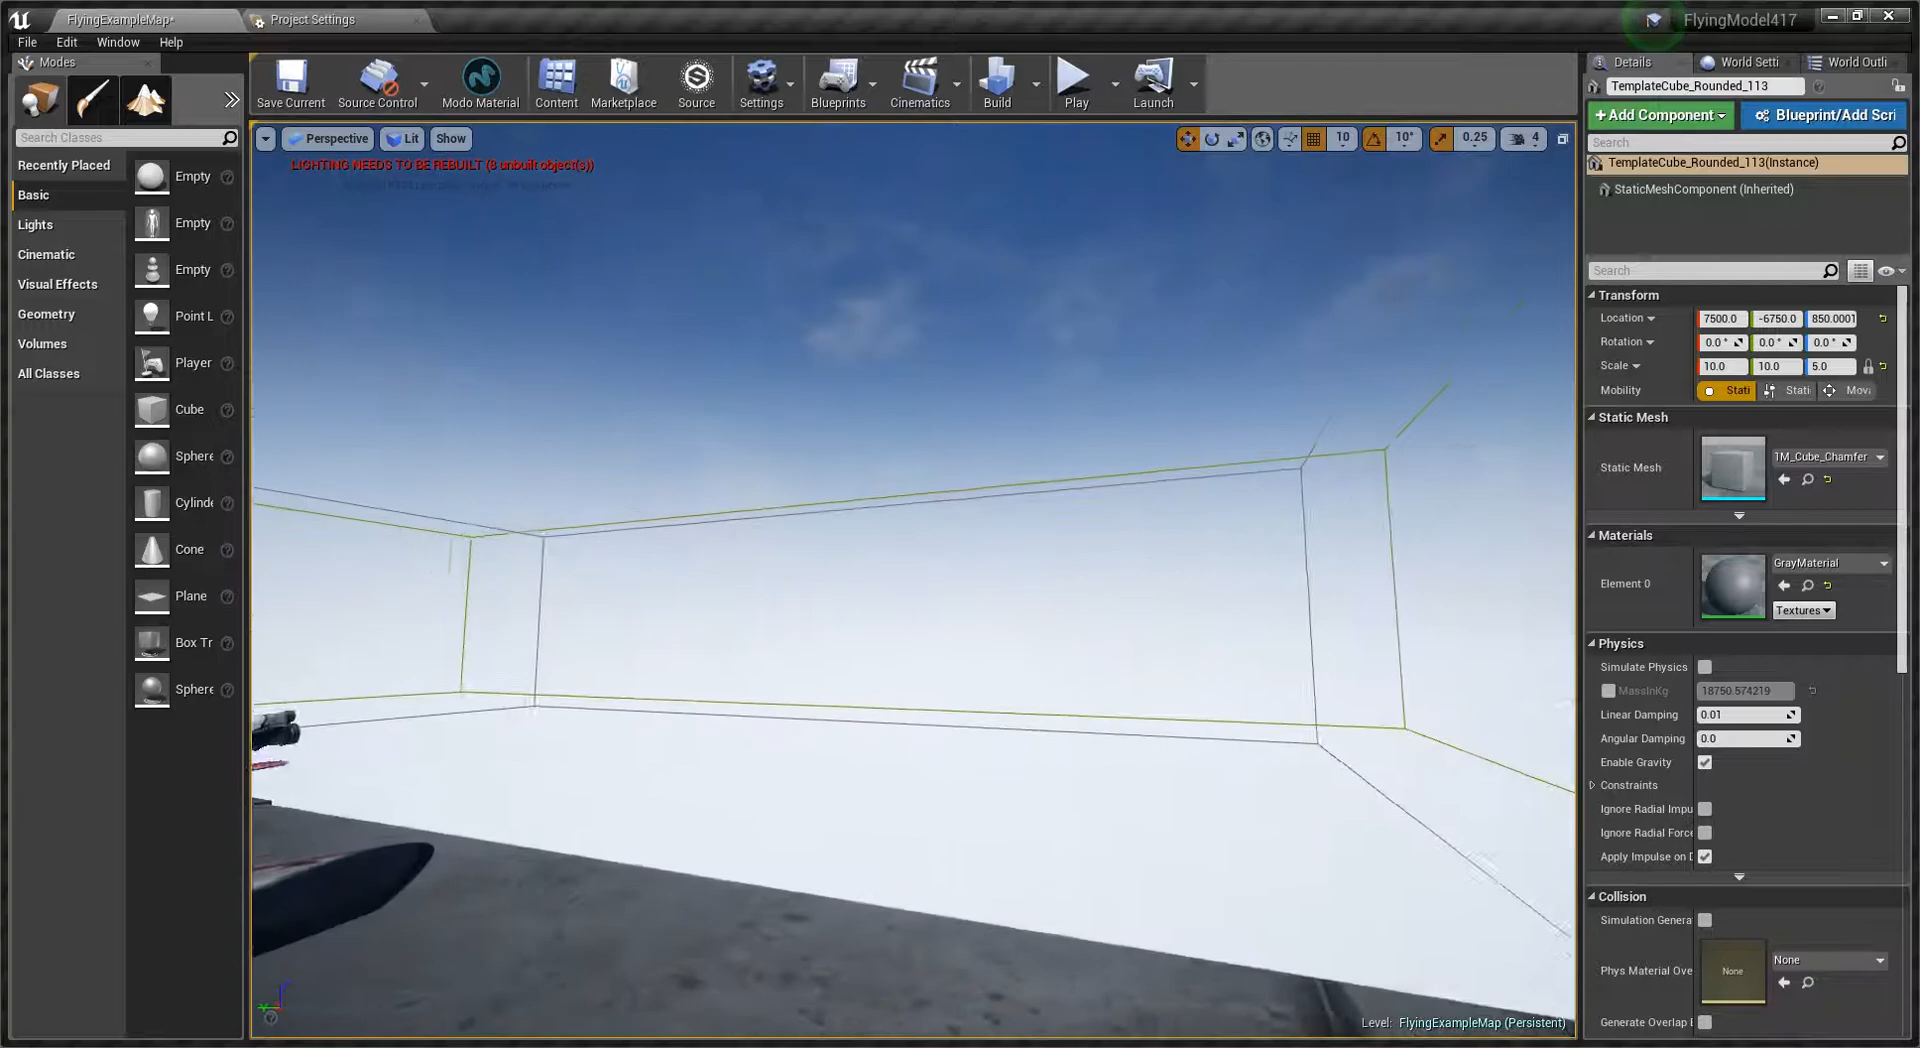 FlyingExampleMap*
Project Settings
FlyingModel417
File Edit Window Help
Modes
Search Classes
Recently Placed
Basic
Lights
Cinematic
Visual Effects
Geometry
Volumes
All Classes
Empty
Empty
Empty
Point L
Player
Cube
Sphere
Cylinde
Cone
Plane
Box Tr
Sphere
Save Current
Source Control
Modo Material
Content
Marketplace
Source
Settings
Blueprints
Cinematics
Build
Play
Launch
Perspective
Lit
Show
10
10°
0.25
4
LIGHTING NEEDS TO BE REBUILT (8 unbuilt object(s))
Level: FlyingExampleMap (Persistent)
Details
World Setti
World Outli
TemplateCube_Rounded_113
+Add Component
Blueprint/Add Scri
Search
TemplateCube_Rounded_113(Instance)
StaticMeshComponent (Inherited)
Search
Transform
Location 7500.0 -6750.0 850.0001
Rotation 0.0 ° 0.0 ° 0.0 °
Scale 10.0 10.0 5.0
Mobility Stati Stati Mova
Static Mesh
Static Mesh 1M_Cube_Chamfer
Materials
Element 0 GrayMaterial
Textures
Physics
Simulate Physics
MassInKg 18750.574219
Linear Damping 0.01
Angular Damping 0.0
Enable Gravity
Constraints
Ignore Radial Impu
Ignore Radial Force
Apply Impulse on D
Collision
Simulation Genera
Phys Material Ove None None
Generate Overlap E